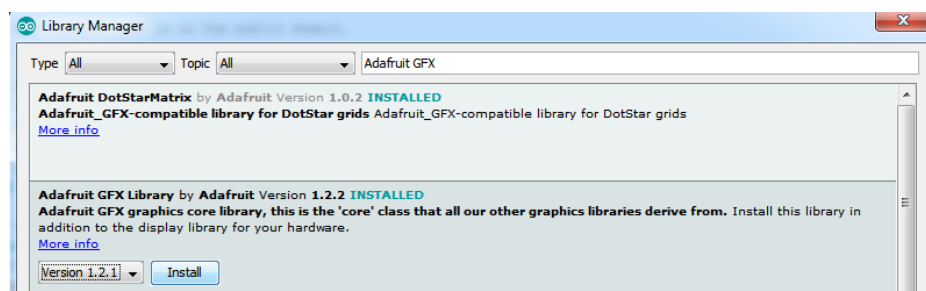 Library Manager
Type All Topic All Adafruit GFX
Adafruit DotStarMatrix by Adafruit Version 1.0.2 INSTALLED
Adafruit_GFX-compatible library for DotStar grids Adafruit_GFX-compatible library for DotStar grids
More info
Adafruit GFX Library by Adafruit Version 1.2.2 INSTALLED
Adafruit GFX graphics core library, this is the 'core' class that all our other graphics libraries derive from. Install this library in
addition to the display library for your hardware.
More info
Version 1.2.1 Install